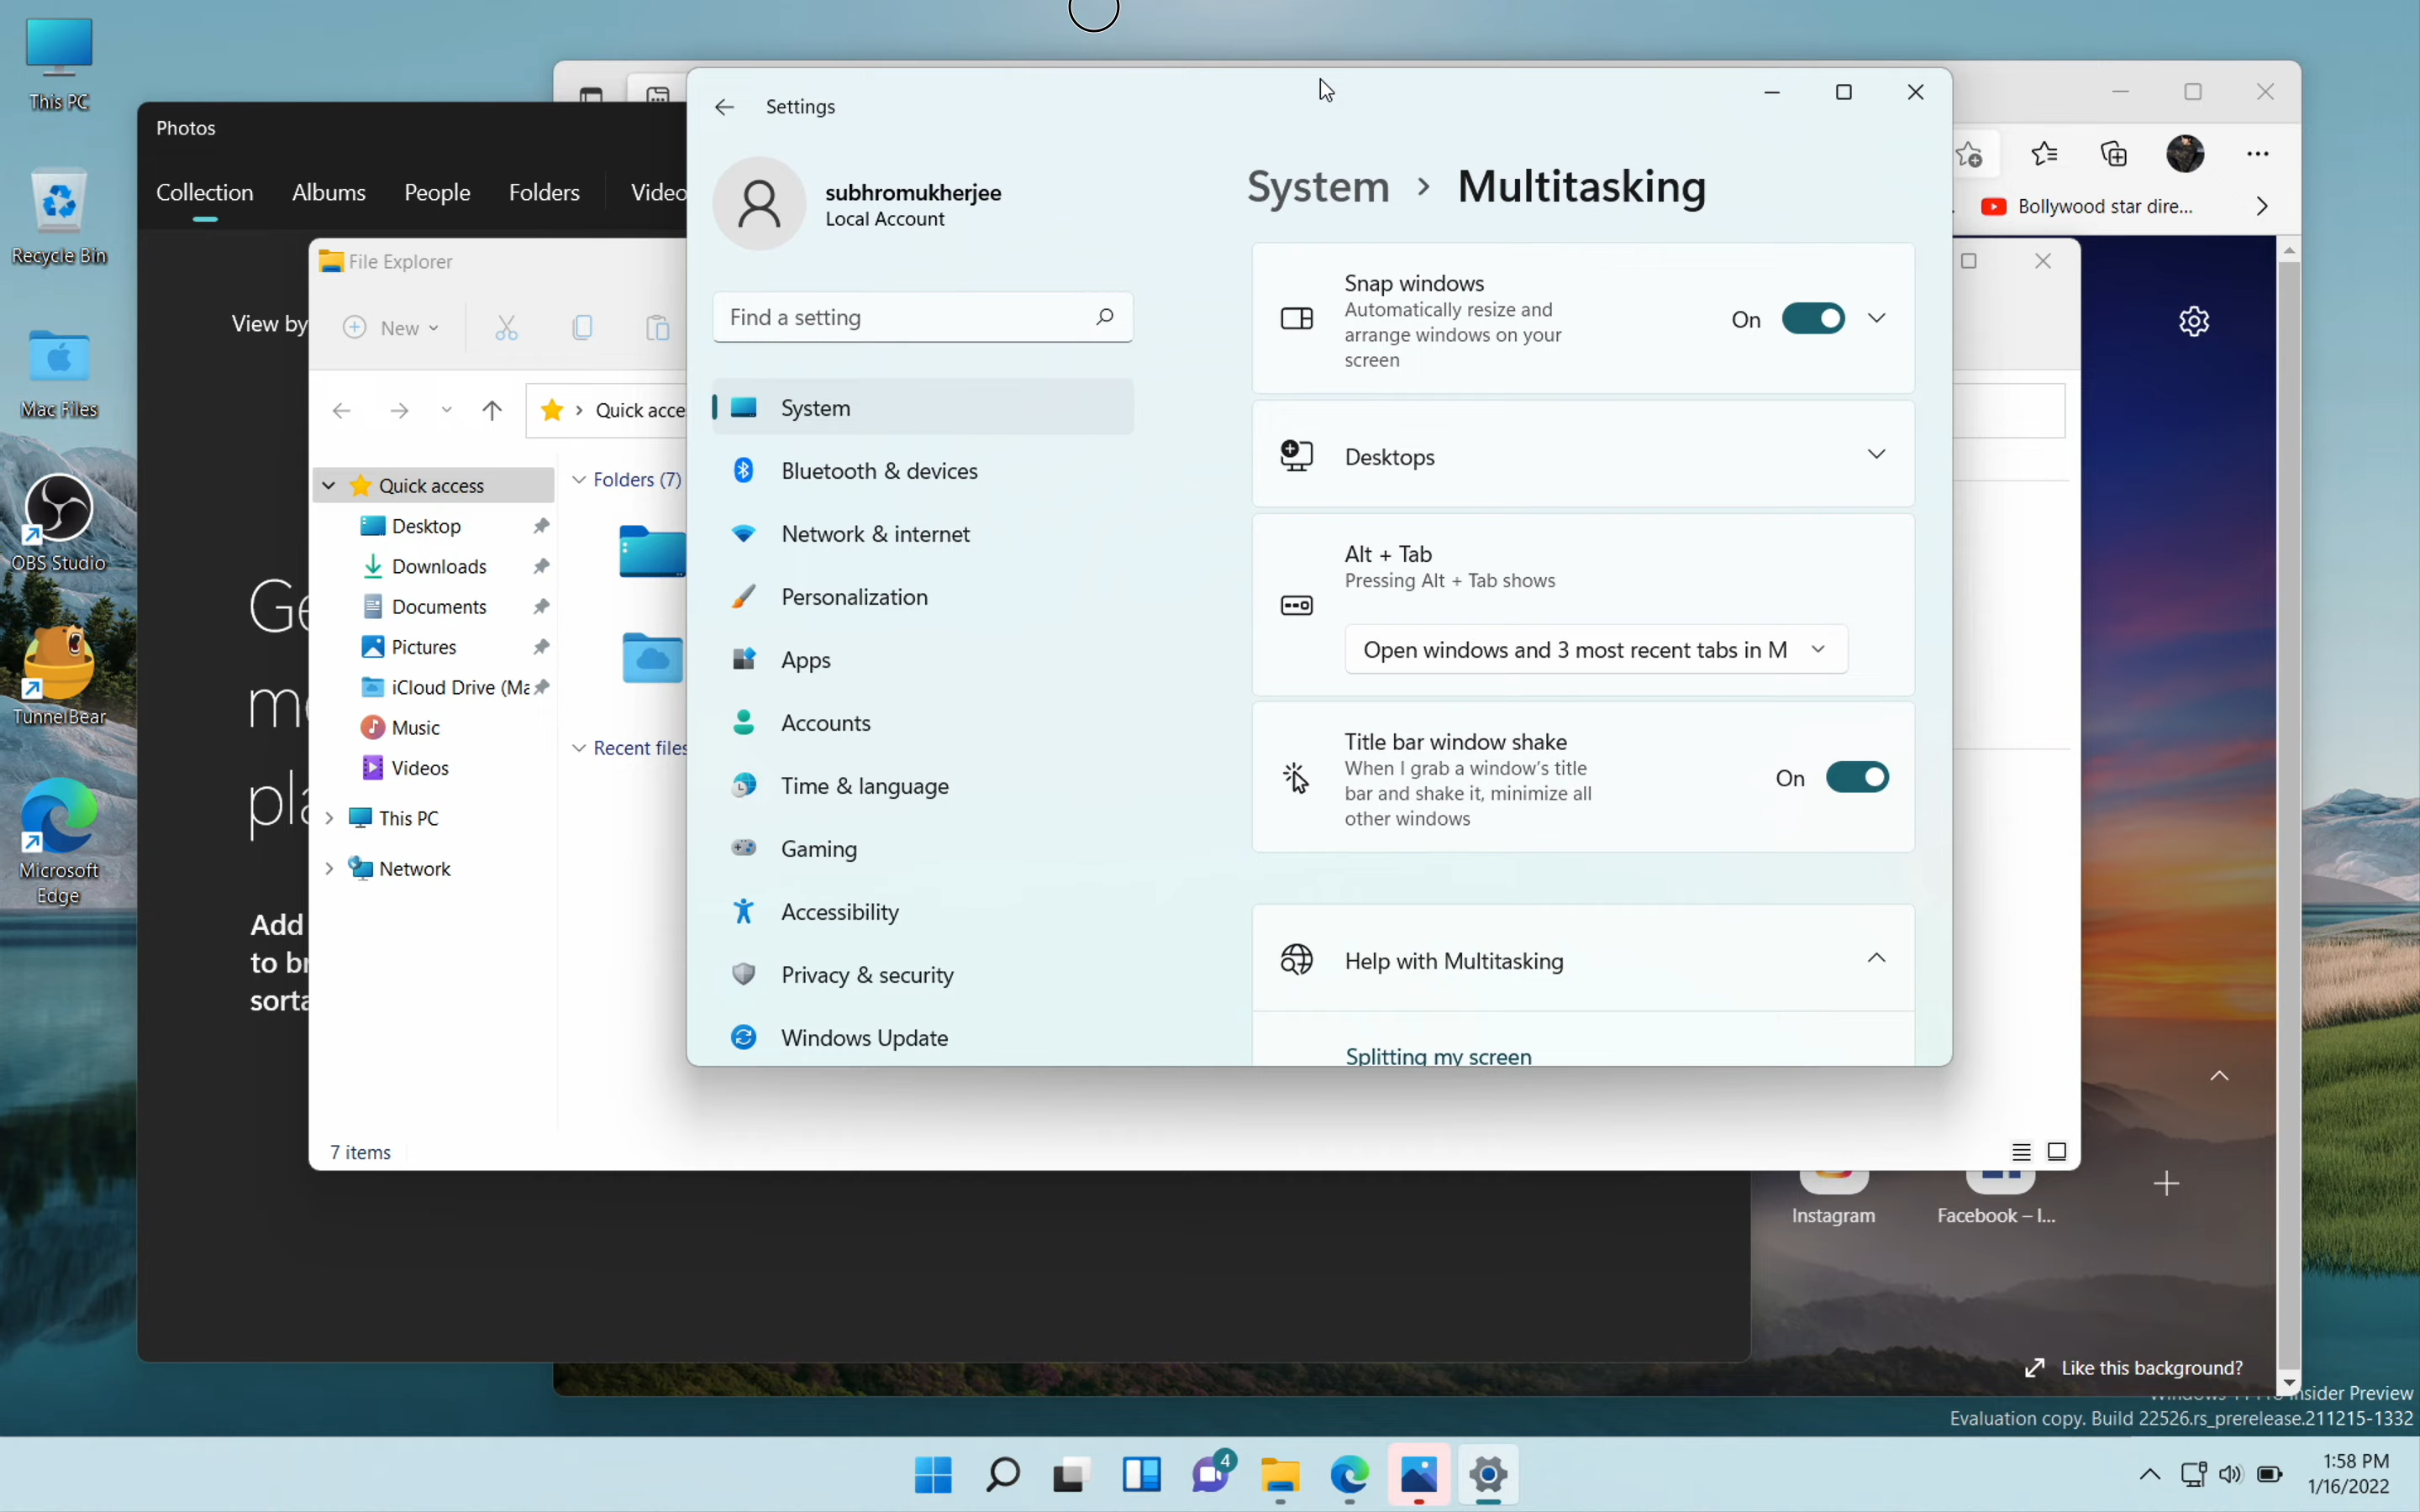 This PC
Recycle Bin
Mac Files
OBS Studio
TunnelBear
Microsoft
Edge
Photos
Collection
Albums
People
Folders
Video
View by
Add
to
File Explorer
New
Quick
Quick access
Desktop
Downloads
Documents
Pictures
iCloud Drive (Ma
Music
Videos
This PC
Network
Folders (7)
Recent files
7 items
Settings
subhromukherjee
Local Account
Find a setting
System
Bluetooth & devices
Network & internet
Personalization
Apps
Accounts
Time & language
Gaming
Accessibility
Privacy & security
Windows Update
System › Multitasking
Snap windows
Automatically resize and
arrange windows on your
screen
On
Desktops
Alt + Tab
Pressing Alt + Tab shows
Open windows and 3 most recent tabs in M
Title bar window shake
When I grab a window's title
bar and shake it, minimize all
other windows
On
Help with Multitasking
Splitting my screen
Bollywood star dire...
Instagram
Facebook – I...
Like this background?
Preview
Evaluation copy. Build 22526.rs_prerelease.211215-1332
4
1:58 PM
1/16/2022